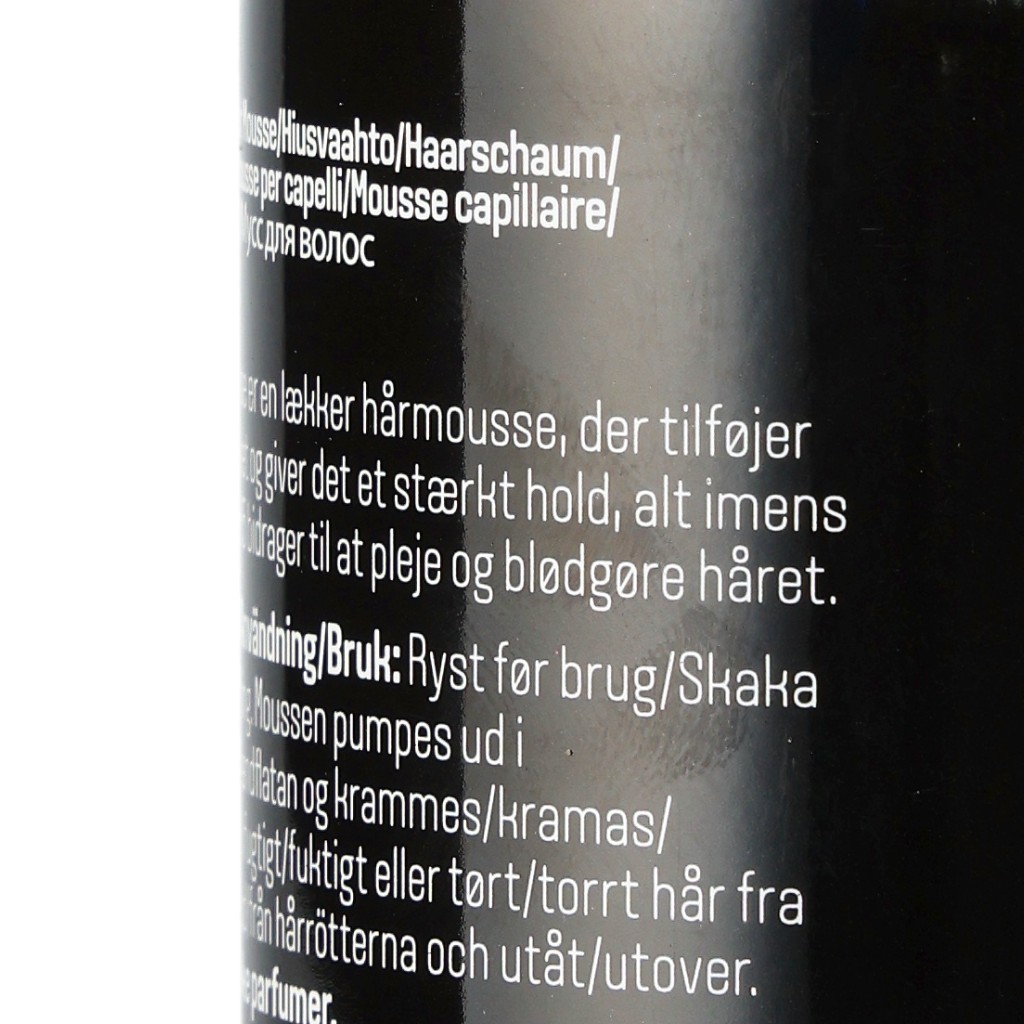 Hiusvaahto/Haarschaum/
per capelli/Mousse capillaire/
для волос
er en lækker hårmousse, der tilføjer
og giver det et stærkt hold, alt imens
bidrager til at pleje og blødgøre håret.
Bruk: Ryst før brug/Skaka
Moussen pumpes ud i
og krammes/kramas/
fuktigt eller tørt/torrt hår fra
från hårrötterna och utåt/utover.
parfumer.